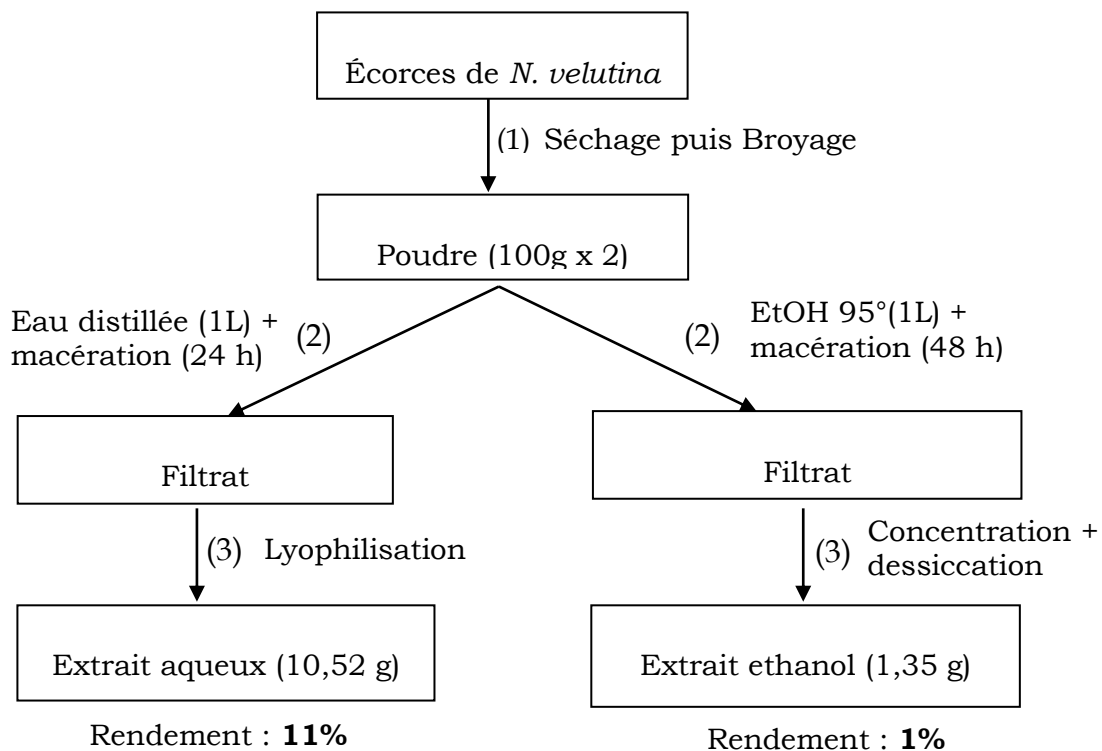 Écorces de N. velutina
(1) Séchage puis Broyage
Poudre (100g x 2)
Eau distillée (1L) +
macération (24 h)
(2)
(2)
EtOH 95°(1L) +
macération (48 h)
Filtrat
Filtrat
(3) Lyophilisation
(3)
Concentration +
dessiccation
Extrait aqueux (10,52 g)
Extrait ethanol (1,35 g)
Rendement : 11%
Rendement : 1%